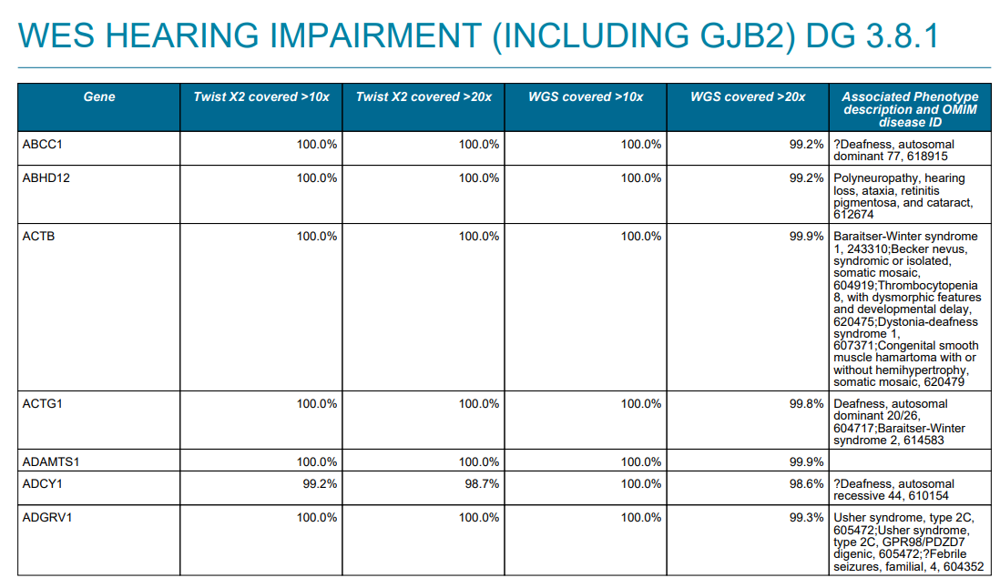 WES HEARING IMPAIRMENT (INCLUDING GJB2) DG 3.8.1
Gene Twist X2 covered >10x Twist X2 covered >20x WGS covered >10x WGS covered >20x Associated Phenotype
description and OMIM
disease ID
ABCC1 100.0% 100.0% 100.0% 99.2% ?Deafness, autosomal
dominant 77, 618915
ABHD12 100.0% 100.0% 100.0% 99.2% Polyneuropathy, hearing
loss, ataxia, retinitis
pigmentosa, and cataract,
612674
ACTB 100.0% 100.0% 100.0% 99.9% Baraitser-Winter syndrome
1, 243310;Becker nevus,
syndromic or isolated,
somatic mosaic,
604919;Thrombocytopenia
8, with dysmorphic features
and developmental delay,
620475;Dystonia-deafness
syndrome 1,
607371;Congenital smooth
muscle hamartoma with or
without hemihypertrophy,
somatic mosaic, 620479
ACTG1 100.0% 100.0% 100.0% 99.8% Deafness, autosomal
dominant 20/26,
604717;Baraitser-Winter
syndrome 2, 614583
ADAMTS1 100.0% 100.0% 100.0% 99.9%
ADCY1 99.2% 98.7% 100.0% 98.6% ?Deafness, autosomal
recessive 44, 610154
ADGRV1 100.0% 100.0% 100.0% 99.3% Usher syndrome, type 2C,
605472;Usher syndrome,
type 2C, GPR98/PDZD7
digenic, 605472;?Febrile
seizures, familial, 4, 604352